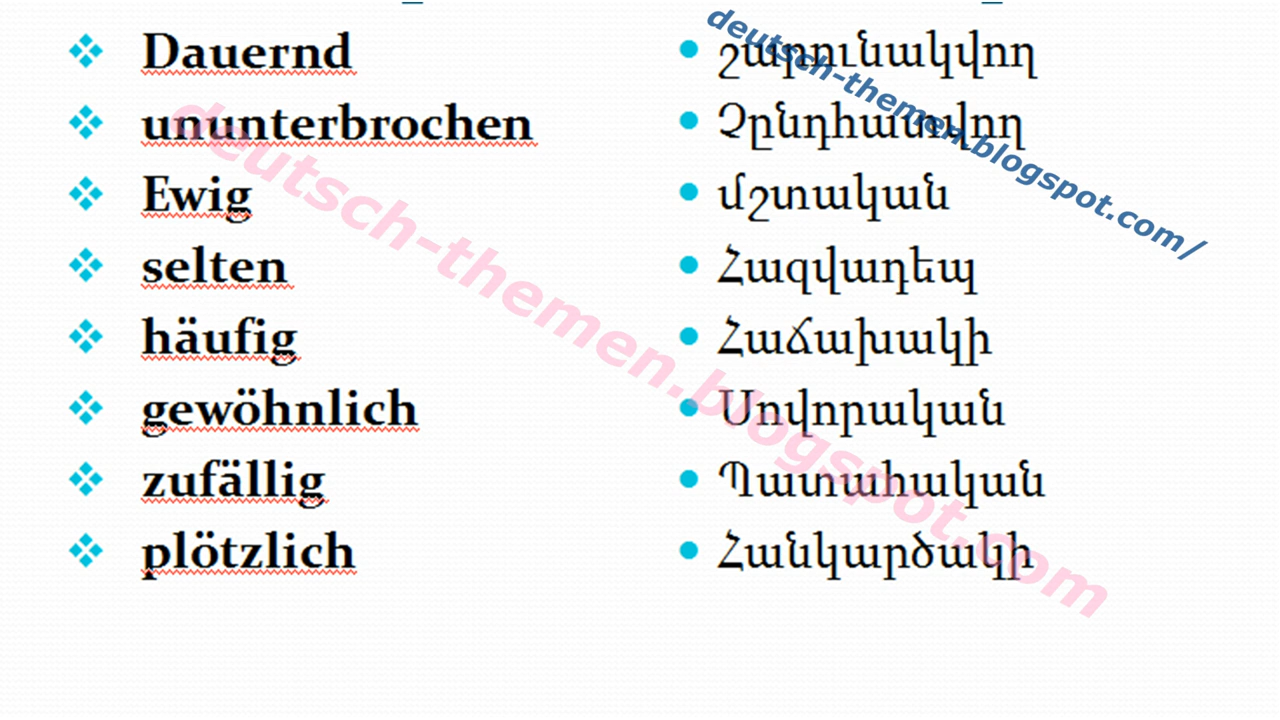 Dauernd
շարունակվող
ununterbrochen
Չընդհատվող
Ewig
մշտական
selten
Հազվադեպ
häufig
Հաճախակի
gewöhnlich
Սովորական
zufällig
Պատահական
plötzlich
Հանկարծակի
deutsch-themen.blogspot.com/
deutsch-themen.blogspot.com